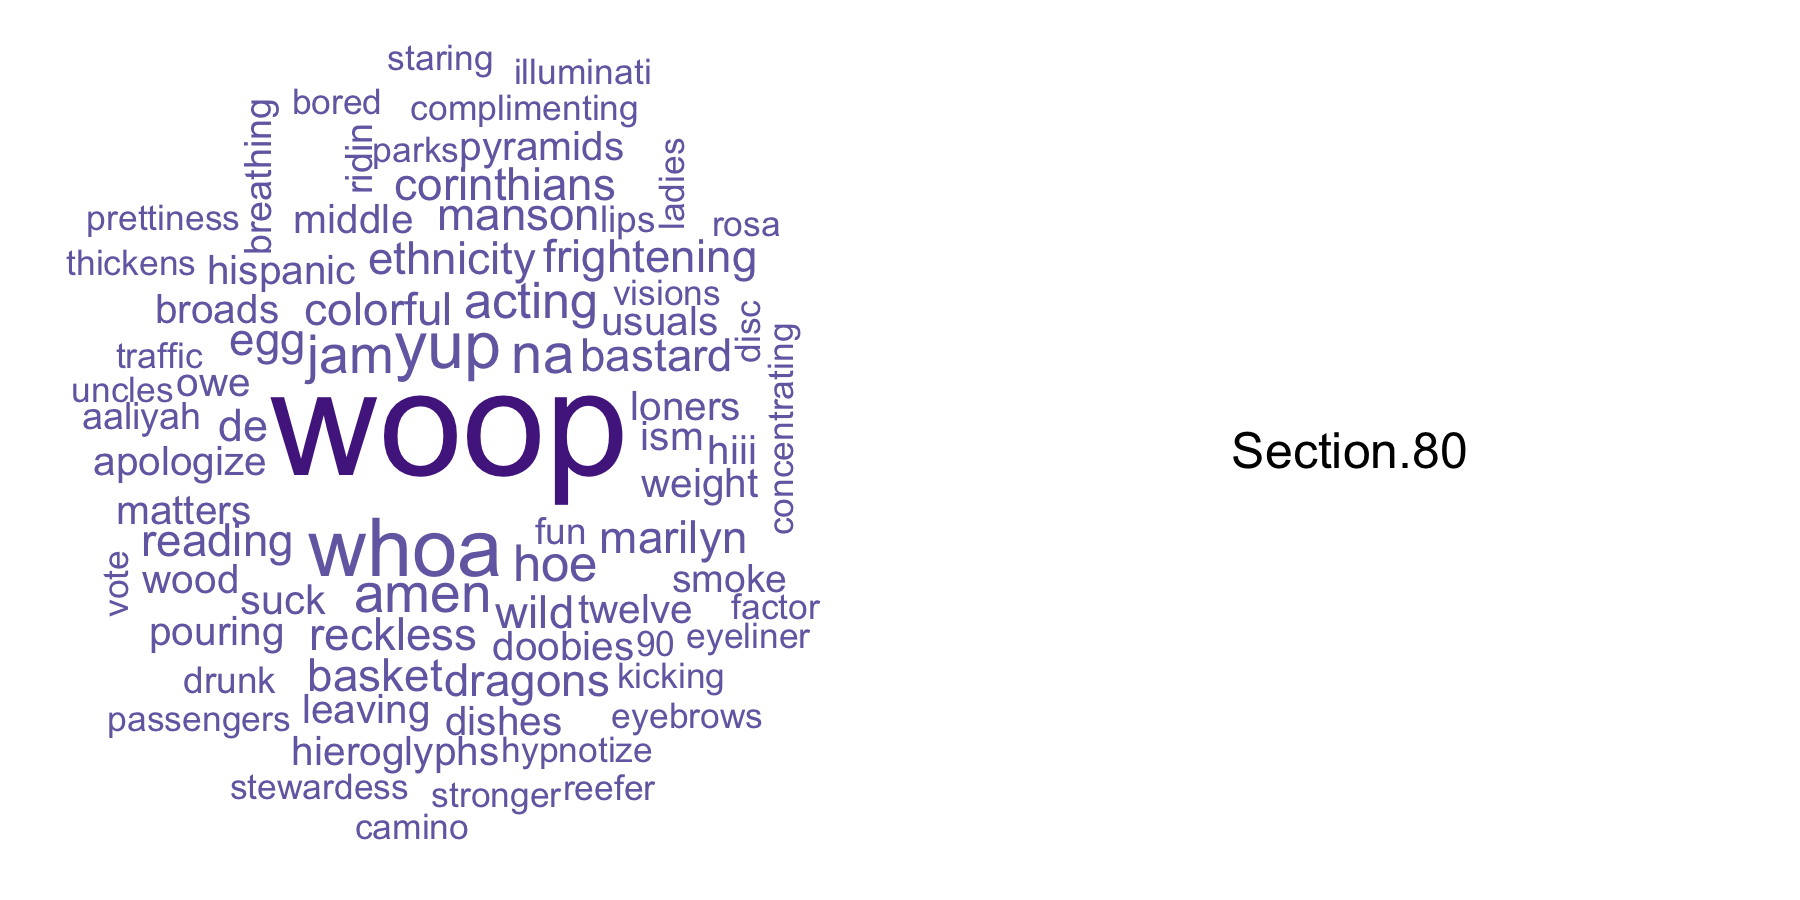 staring illuminati
bored complimenting
breathing ridin parks pyramids ladies
corinthians
prettiness middle manson lips rosa
thickens hispanic ethnicity frightening
broads colorful acting visions
usuals disc
traffic egg jam yup na bastard concentrating
uncles owe
aaliyah de woop loners
ism hiii
apologize weight
matters
reading whoa fun marilyn
hoe
vote wood smoke
suck amen wild twelve factor
pouring reckless doobies 90 eyeliner
drunk basket dragons kicking
passengers leaving dishes eyebrows
hieroglyphs hypnotize
stewardess stronger reefer
camino
Section.80